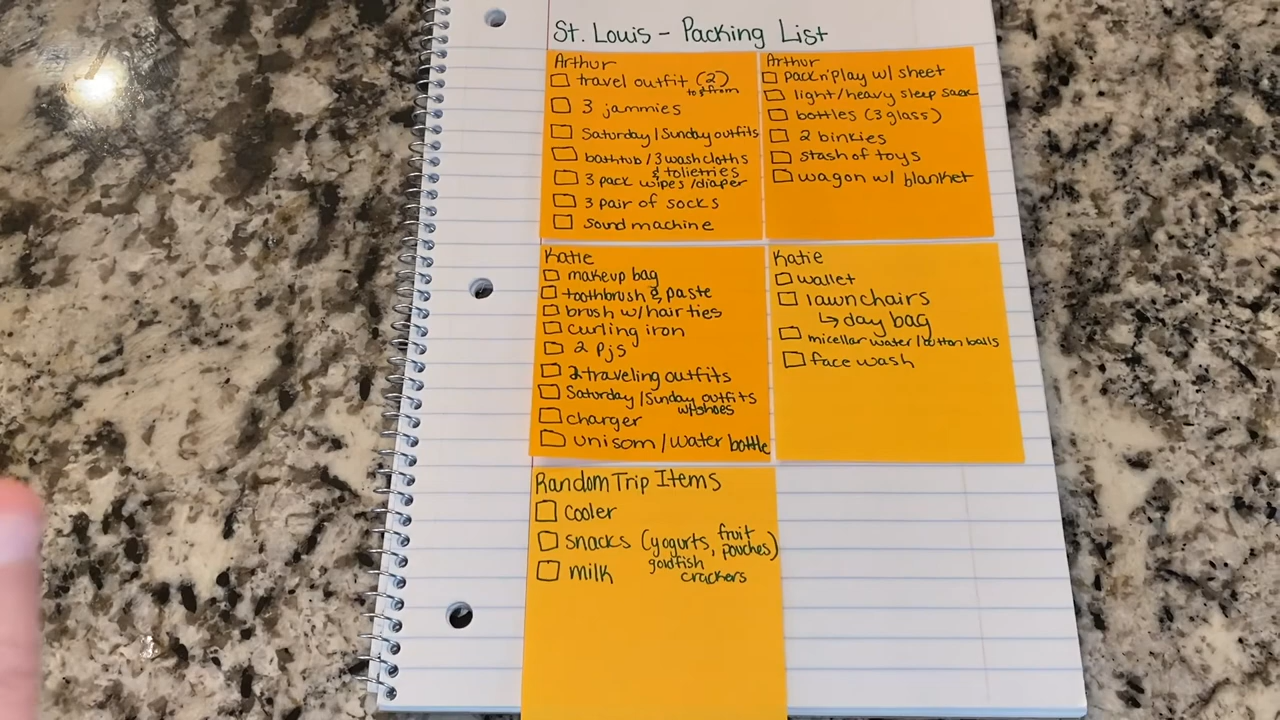 St. Louis - Packing List
Arthur
travel outfit (2)
to & from
3 jammies
Saturday/Sunday outfits
bathtub/3 washcloths
& tolietries
3 pack wipes/diaper
3 pair of socks
sound machine
Arthur
pack n' play w/ sheet
light/heavy sleep sack
bottles (3 glass)
2 binkies
stash of toys
wagon w/ blanket
Katie
makeup bag
toothbrush & paste
brush w/ hair ties
curling iron
2 pjs
2 traveling outfits
Saturday/Sunday outfits
w/ shoes
charger
unisom/water bottle
Katie
wallet
lawn chairs
↳ day bag
micellar water/button balls
face wash
Random Trip Items
cooler
snacks (yogurts, fruit pouches)
goldfish
crackers
milk